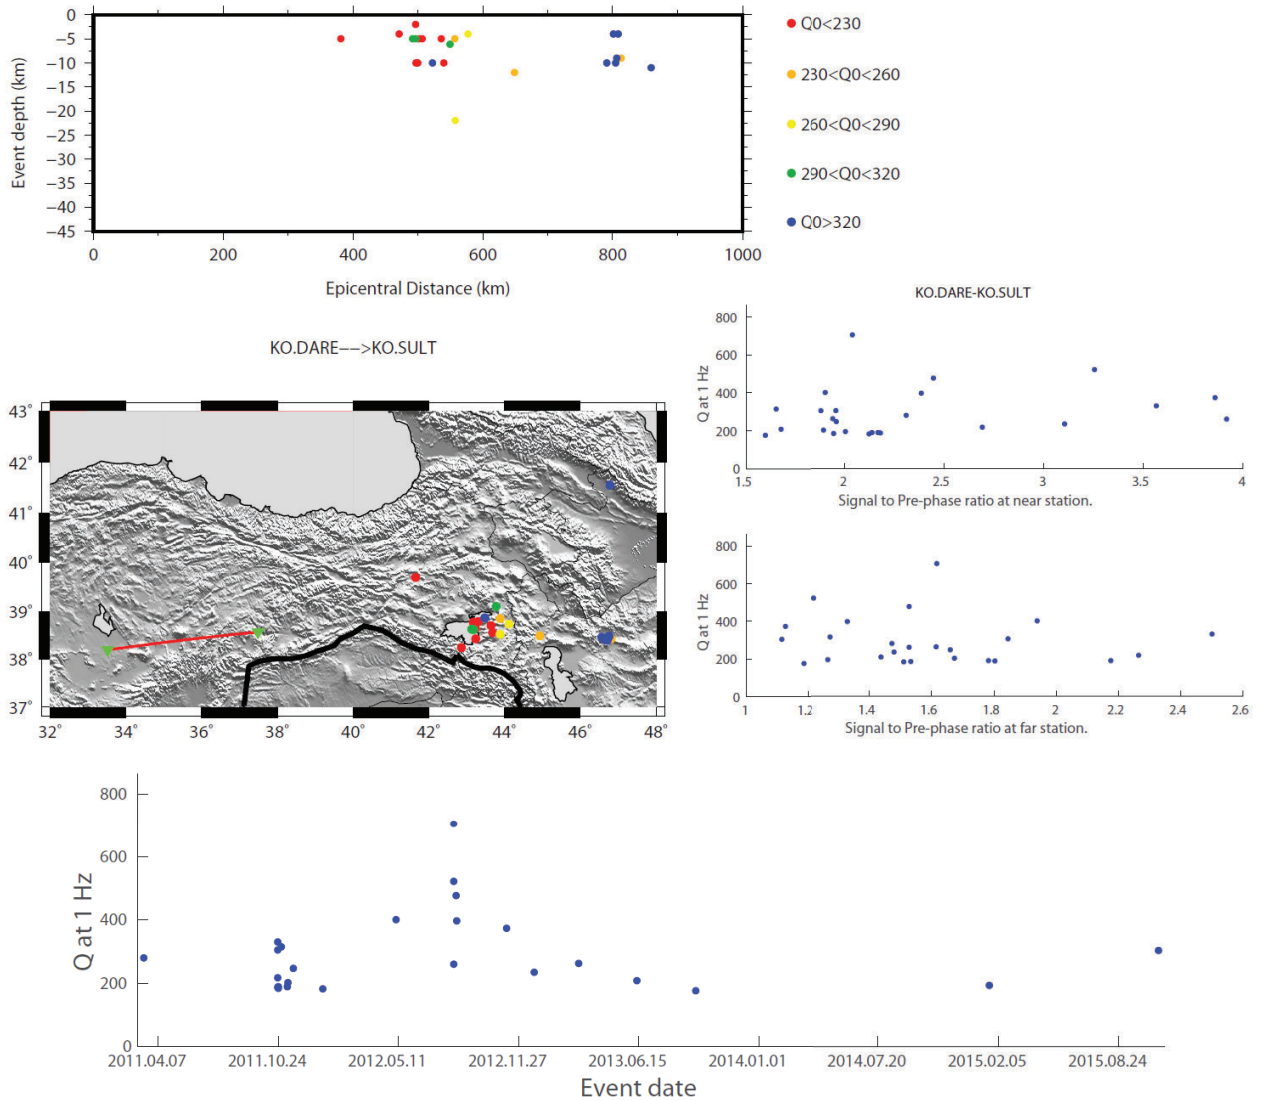 0
−5
−10
−15
−20
−25
−30
−35
−40
−45
Event depth (km)
0 200 400 600 800 1000
Epicentral Distance (km)
Q0<230
230<Q0<260
260<Q0<290
290<Q0<320
Q0>320
KO.DARE−−>KO.SULT
43°
42°
41°
40°
39°
38°
37°
32° 34° 36° 38° 40° 42° 44° 46° 48°
KO.DARE-KO.SULT
800
600
400
200
0
Q at 1 Hz
1.5 2 2.5 3 3.5 4
Signal to Pre-phase ratio at near station.
800
600
400
200
0
Q at 1 Hz
1 1.2 1.4 1.6 1.8 2 2.2 2.4 2.6
Signal to Pre-phase ratio at far station.
800
600
400
200
0
Q at 1 Hz
2011.04.07 2011.10.24 2012.05.11 2012.11.27 2013.06.15 2014.01.01 2014.07.20 2015.02.05 2015.08.24
Event date